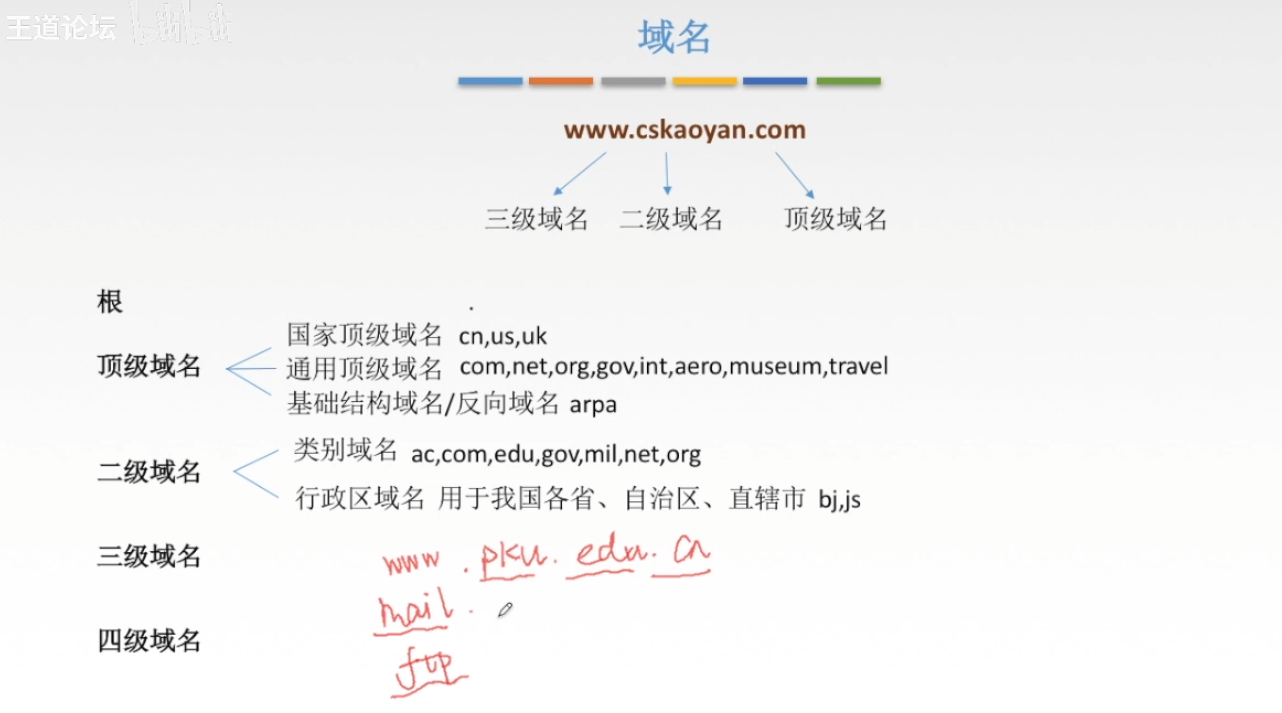 王道论坛 bilibili
域名
www.cskaoyan.com
三级域名 二级域名 顶级域名
根 .
国家顶级域名 cn,us,uk
顶级域名 通用顶级域名 com,net,org,gov,int,aero,museum,travel
基础结构域名/反向域名 arpa
类别域名 ac,com,edu,gov,mil,net,org
二级域名
行政区域名 用于我国各省、自治区、直辖市 bj,js
三级域名 www.pku.edu.cn
mail.
四级域名
ftp